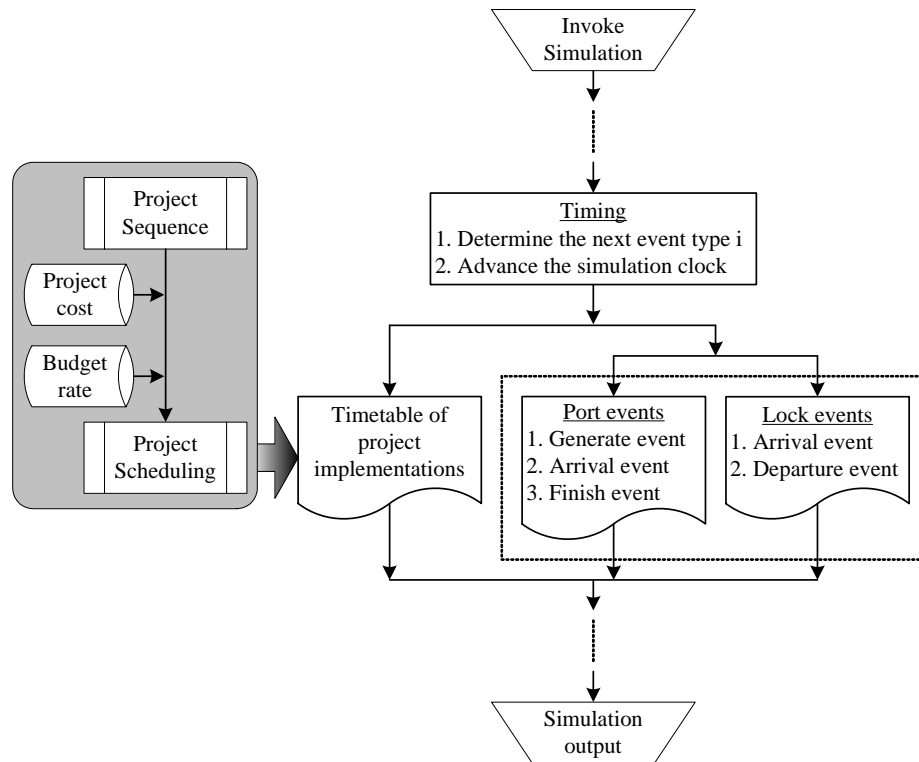 Invoke
Simulation
Timing
1. Determine the next event type i
2. Advance the simulation clock
Project
Sequence
Project
cost
Budget
rate
Project
Scheduling
Timetable of
project
implementations
Port events
1. Generate event
2. Arrival event
3. Finish event
Lock events
1. Arrival event
2. Departure event
Simulation
output